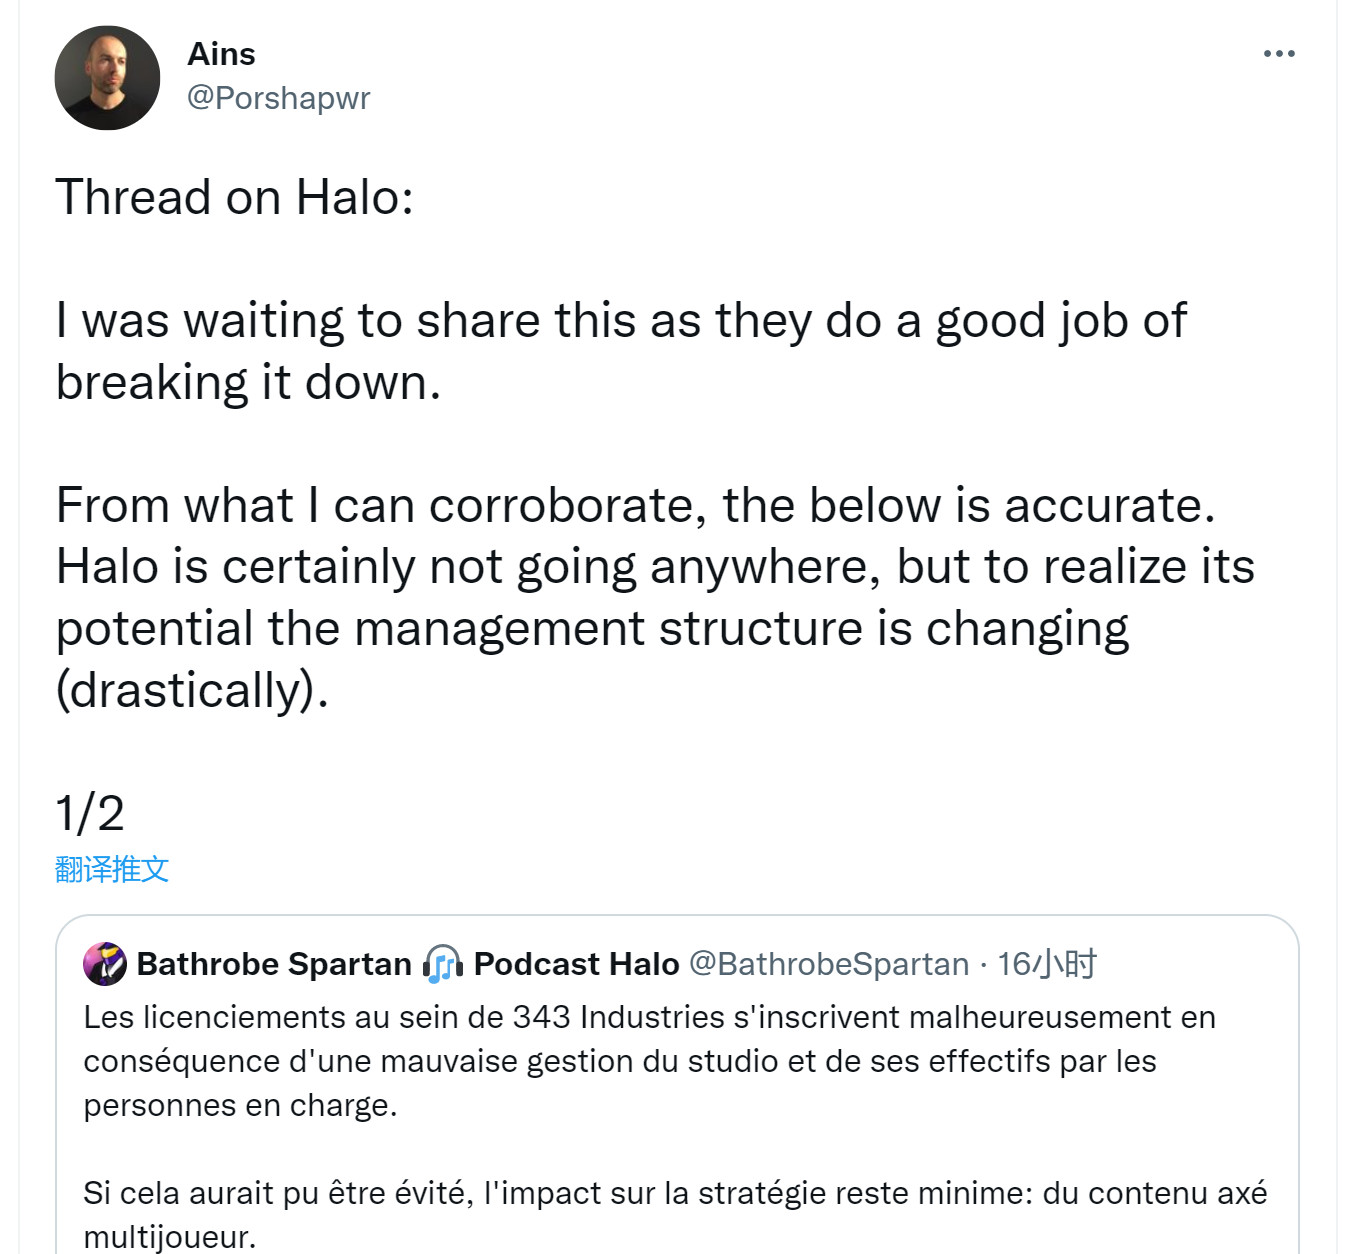 Ains
@Porshapwr
Thread on Halo:
I was waiting to share this as they do a good job of
breaking it down.
From what I can corroborate, the below is accurate.
Halo is certainly not going anywhere, but to realize its
potential the management structure is changing
(drastically).
1/2
翻译推文
Bathrobe Spartan 🎧 Podcast Halo @BathrobeSpartan · 16小时
Les licenciements au sein de 343 Industries s'inscrivent malheureusement en
conséquence d'une mauvaise gestion du studio et de ses effectifs par les
personnes en charge.
Si cela aurait pu être évité, l'impact sur la stratégie reste minime: du contenu axé
multijoueur.